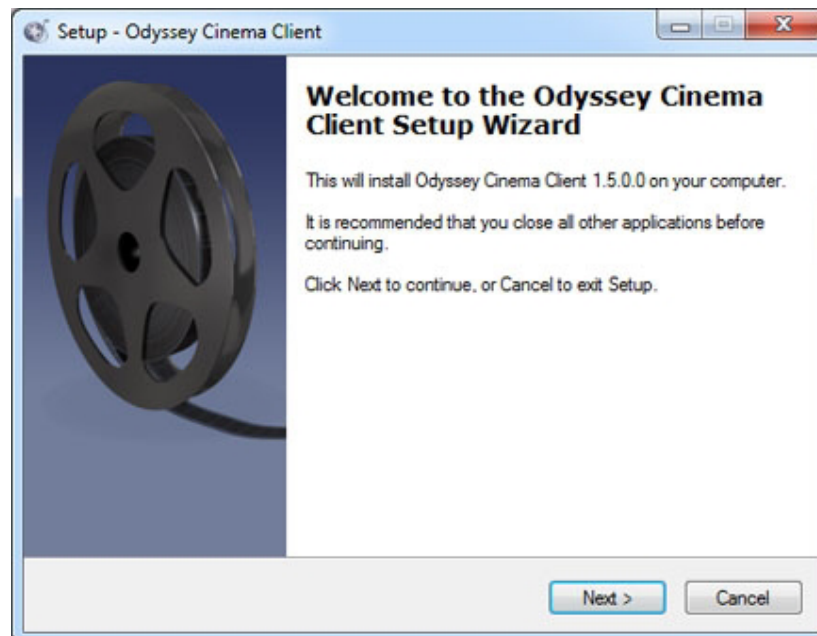 Setup - Odyssey Cinema Client
Welcome to the Odyssey Cinema
Client Setup Wizard
This will install Odyssey Cinema Client 1.5.0.0 on your computer.
It is recommended that you close all other applications before
continuing.
Click Next to continue, or Cancel to exit Setup.
Next >
Cancel